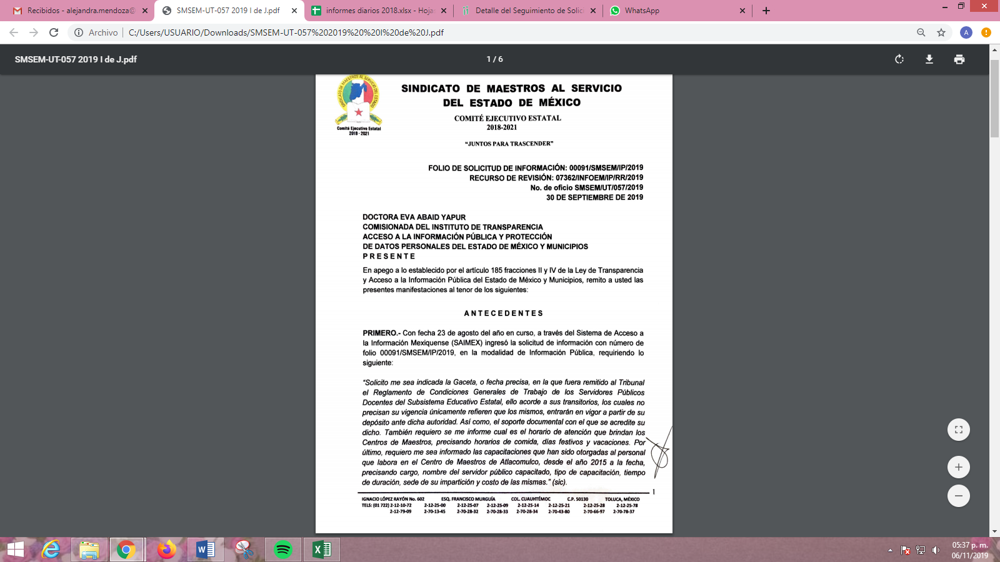 Recibidos - alejandra.mendoza@
SMSEM-UT-057 2019 I de J.pdf
informes diarios 2018.xlsx - Hojas
Detalle del Seguimiento de Solici
WhatsApp
Archivo
C:/Users/USUARIO/Downloads/SMSEM-UT-057%202019%20%20I%20de%20J.pdf
A
SMSEM-UT-057 2019 I de J.pdf
1 / 6
SINDICATO DE MAESTROS AL SERVICIO DEL ESTADO
Comité Ejecutivo Estatal
2018 - 2021
SINDICATO DE MAESTROS AL SERVICIO
DEL ESTADO DE MÉXICO
COMITÉ EJECUTIVO ESTATAL
2018-2021
“JUNTOS PARA TRASCENDER”
FOLIO DE SOLICITUD DE INFORMACIÓN: 00091/SMSEM/IP/2019
RECURSO DE REVISIÓN: 07362/INFOEM/IP/RR/2019
No. de oficio SMSEM/UT/057/2019
30 DE SEPTIEMBRE DE 2019
DOCTORA EVA ABAID YAPUR
COMISIONADA DEL INSTITUTO DE TRANSPARENCIA
ACCESO A LA INFORMACIÓN PÚBLICA Y PROTECCIÓN
DE DATOS PERSONALES DEL ESTADO DE MÉXICO Y MUNICIPIOS
P R E S E N T E
En apego a lo establecido por el artículo 185 fracciones II y IV de la Ley de Transparencia
y Acceso a la Información Pública del Estado de México y Municipios, remito a usted las
presentes manifestaciones al tenor de los siguientes:
A N T E C E D E N T E S
PRIMERO.- Con fecha 23 de agosto del año en curso, a través del Sistema de Acceso a
la Información Mexiquense (SAIMEX) ingresó la solicitud de información con número de
folio 00091/SMSEM/IP/2019, en la modalidad de Información Pública, requiriendo lo
siguiente:
“Solicito me sea indicada la Gaceta, o fecha precisa, en la que fuera remitido al Tribunal
el Reglamento de Condiciones Generales de Trabajo de los Servidores Públicos
Docentes del Subsistema Educativo Estatal, ello acorde a sus transitorios, los cuales no
precisan su vigencia únicamente refieren que los mismos, entrarán en vigor a partir de su
depósito ante dicha autoridad. Así como, el soporte documental con el que se acredite su
dicho. También requiero se me informe cual es el horario de atención que brindan los
Centros de Maestros, precisando horarios de comida, días festivos y vacaciones. Por
último, requiero me sea informado las capacitaciones que han sido otorgadas al personal
que labora en el Centro de Maestros de Atlacomulco, desde el año 2015 a la fecha,
precisando cargo, nombre del servidor público capacitado, tipo de capacitación, tiempo
de duración, sede de su impartición y costo de las mismas.” (sic).
1
IGNACIO LÓPEZ RAYÓN No. 602 ESQ. FRANCISCO MURGUÍA COL. CUAUHTÉMOC C.P. 50130 TOLUCA, MÉXICO
TELS: (01 722) 2-12-10-72 2-12-25-00 2-12-25-07 2-12-25-09 2-12-25-14 2-12-25-21 2-12-25-28 2-12-25-78
2-12-79-09 2-70-13-45 2-70-28-32 2-70-28-33 2-70-28-34 2-70-43-80 2-70-66-97 2-70-78-37
05:37 p. m.
06/11/2019